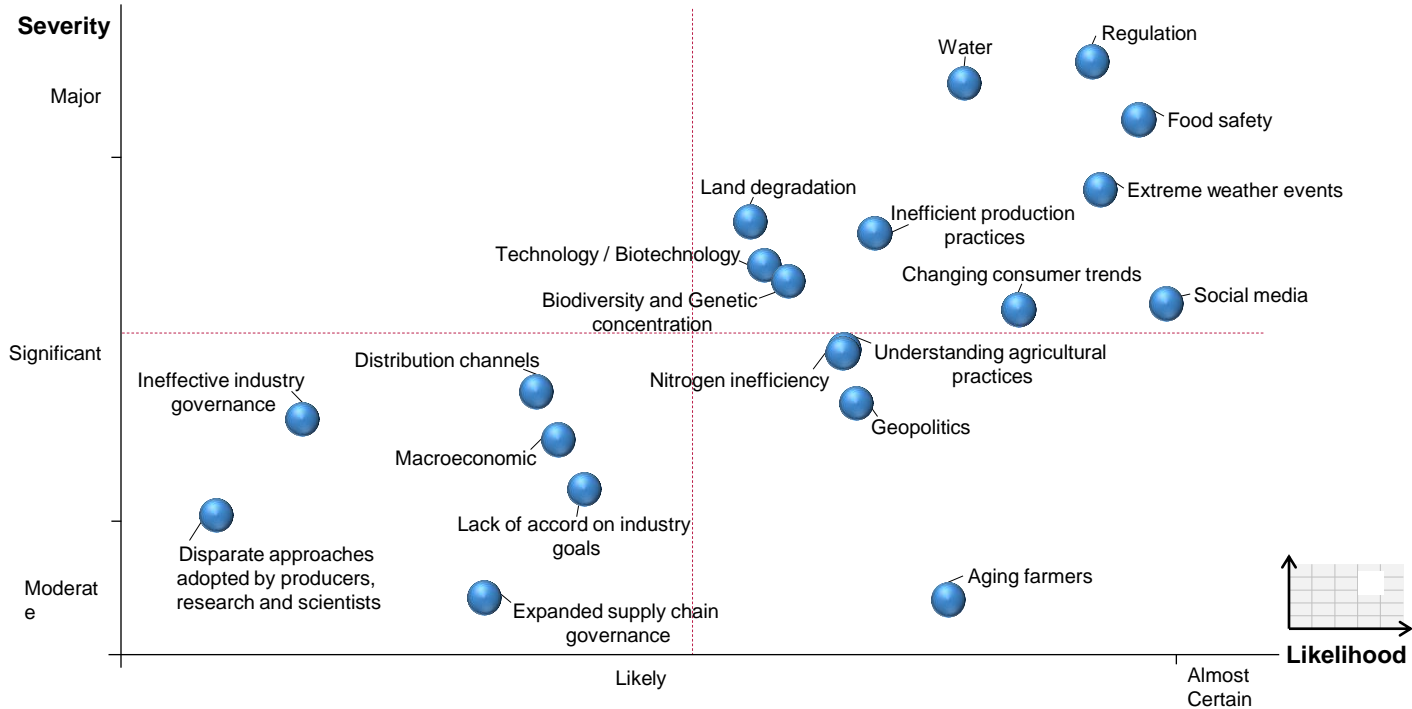 Severity
Regulation
Water
Major
Food safety
Land degradation
Extreme weather events
Inefficient production
practices
Technology / Biotechnology
Changing consumer trends
Biodiversity and Genetic
concentration
Social media
Significant
Distribution channels
Understanding agricultural
practices
Ineffective industry
governance
Nitrogen inefficiency
Geopolitics
Macroeconomic
Lack of accord on industry
goals
Disparate approaches
adopted by producers,
research and scientists
Moderat
e
Aging farmers
Expanded supply chain
governance
Likelihood
Likely
Almost
Certain